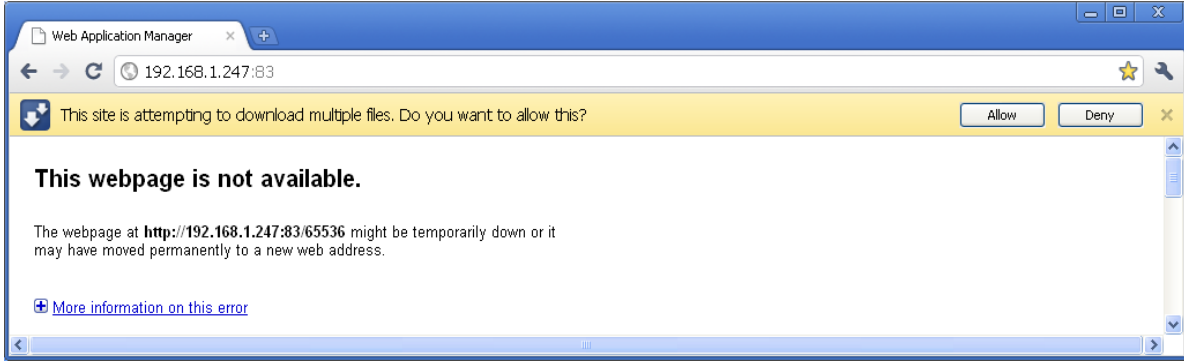 Web Application Manager
192.168.1.247:83
This site is attempting to download multiple files. Do you want to allow this?
Allow
Deny
This webpage is not available.
The webpage at http://192.168.1.247:83/65536 might be temporarily down or it
may have moved permanently to a new web address.
More information on this error